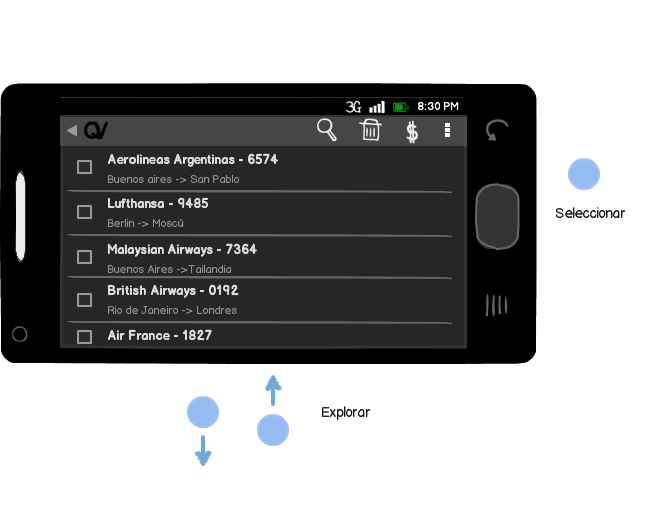 3G 8:30 PM
QV $
Aerolineas Argentinas - 6574
Buenos aires -> San Pablo
Lufthansa - 9485
Berlin -> Moscú
Malaysian Airways - 7364
Buenos Aires ->Tailandia
British Airways - 0192
Rio de Janeiro -> Londres
Air France - 1827
Seleccionar
Explorar